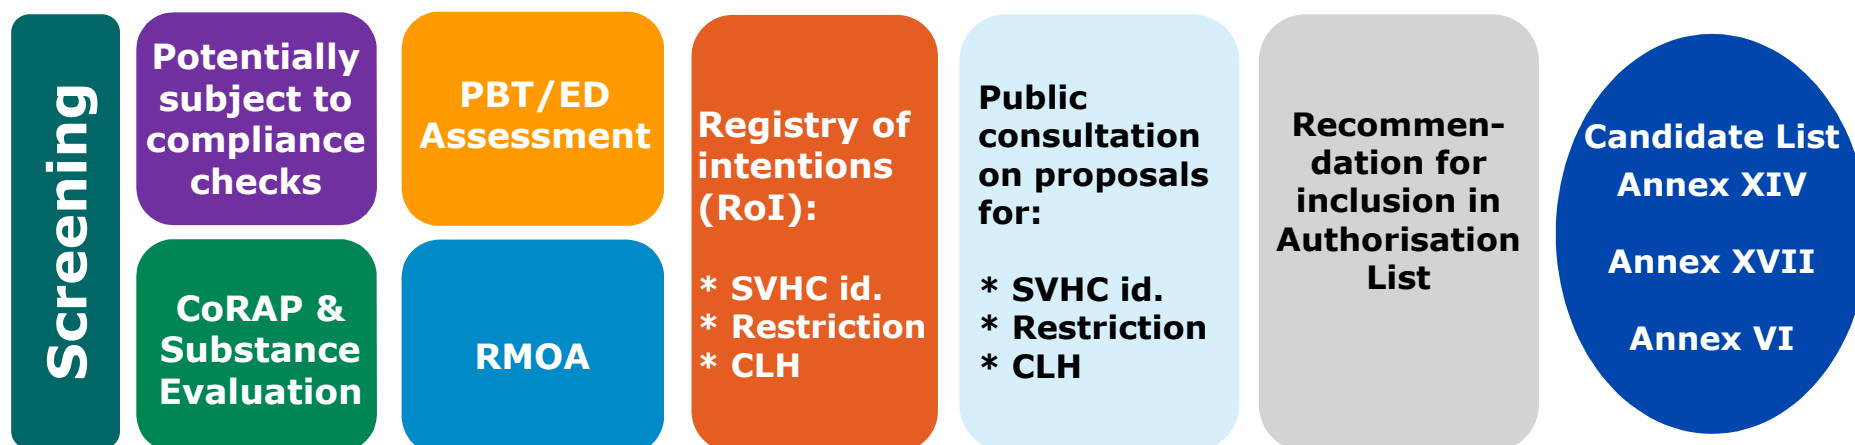 Screening
Potentially
subject to
compliance
checks
CoRAP &
Substance
Evaluation
PBT/ED
Assessment
RMOA
Registry of
intentions
(RoI):
* SVHC id.
* Restriction
* CLH
Public
consultation
on proposals
for:
* SVHC id.
* Restriction
* CLH
Recommen-
dation for
inclusion in
Authorisation
List
Candidate List
Annex XIV
Annex XVII
Annex VI